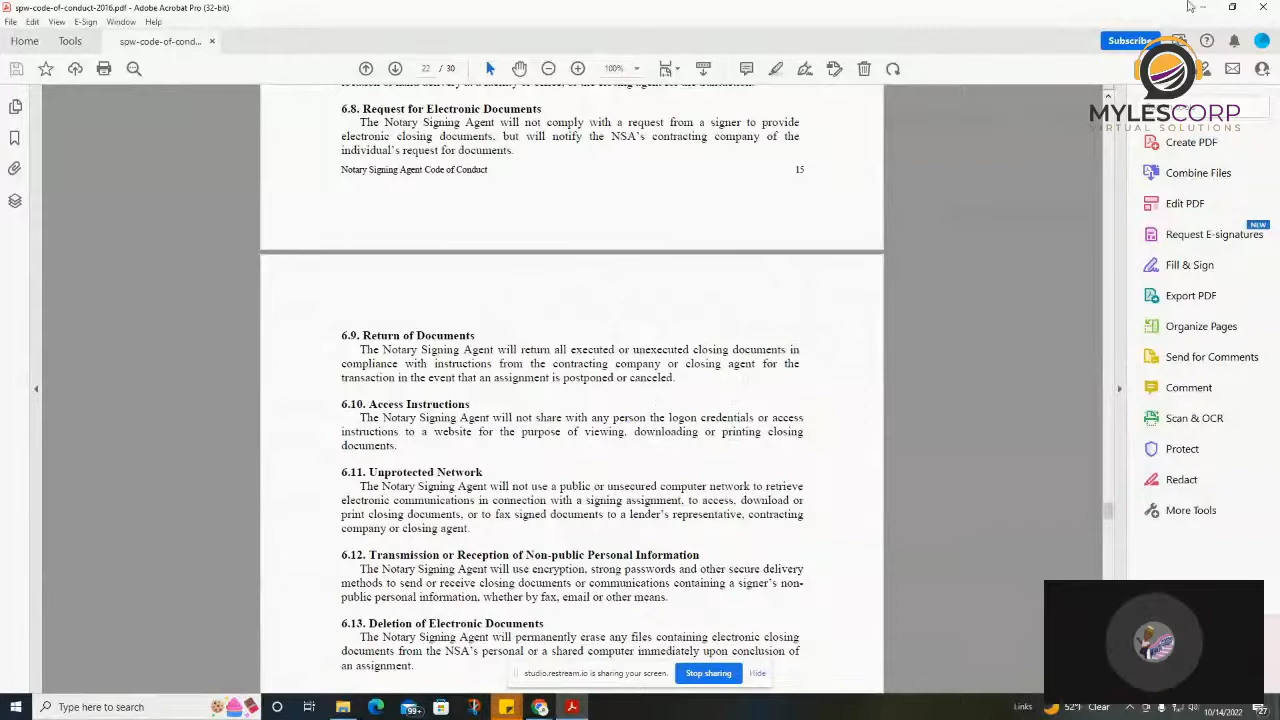 spw-code-of-conduct-2016.pdf - Adobe Acrobat Pro (32-bit)
File Edit View E-Sign Window Help
Home Tools spw-code-of-cond... × Subscribe
22 / 30 100%
MYLESCORP
VIRTUAL SOLUTIONS
6.8. Request for Electronic Documents
The Notary Signing Agent will not comply with a request from a signer to provide
electronic closing documents, but will notify the NSA's contracting company of the
individual's request for documents.
Notary Signing Agent Code of Conduct 15
6.9. Return of Documents
The Notary Signing Agent will return all executed or unexecuted closing documents in
compliance with instructions from the contracting company or closing agent for the
transaction in the event that an assignment is postponed or canceled.
6.10. Access Instructions
The Notary Signing Agent will not share with any person the logon credentials or access
instructions to a website for the purpose of viewing, downloading or printing closing
documents.
6.11. Unprotected Network
The Notary Signing Agent will not use a public or unsecured computer network to retrieve
electronic communications in connection with a signing assignment, to access, download or
print closing documents, or to fax signed documents to a lender's representative, contracting
company or closing agent.
6.12. Transmission or Reception of Non-public Personal Information
The Notary Signing Agent will use encryption, strong passwords and other secure delivery
methods to send or receive closing documents or communications containing a signer's non-
public personal information, whether by fax, email or other means.
6.13. Deletion of Electronic Documents
The Notary Signing Agent will permanently erase any files containing electronic closing
documents from the NSA's personal or a shared computer immediately upon conclusion of
an assignment.
Create PDF
Combine Files
Edit PDF
NEW
Request E-signatures
Fill & Sign
Export PDF
Organize Pages
Send for Comments
Comment
Scan & OCR
Protect
Redact
More Tools
studio.restream.io is sharing your screen. Stop sharing Hide
Type here to search
99+
Links 52° Clear
10/14/2022